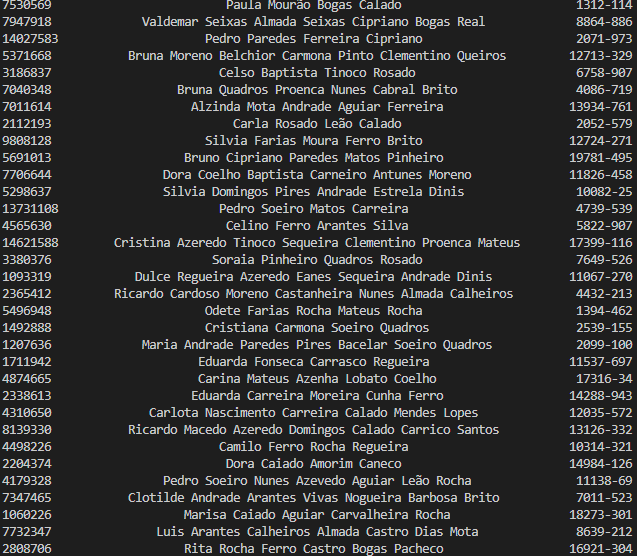 7530569 Paula Mourão Bogas Calado 1312-114
7947918 Valdemar Seixas Almada Seixas Cipriano Bogas Real 8864-886
14027583 Pedro Paredes Ferreira Cipriano 2071-973
5371668 Bruna Moreno Belchior Carmona Pinto Clementino Queiros 12713-329
3186837 Celso Baptista Tinoco Rosado 6758-907
7040348 Bruna Quadros Proenca Nunes Cabral Brito 4086-719
7011614 Alzinda Mota Andrade Aguiar Ferreira 13934-761
2112193 Carla Rosado Leão Calado 2052-579
9808128 Silvia Farias Moura Ferro Brito 12724-271
5691013 Bruno Cipriano Paredes Matos Pinheiro 19781-495
7706644 Dora Coelho Baptista Carneiro Antunes Moreno 11826-458
5298637 Silvia Domingos Pires Andrade Estrela Dinis 10082-25
13731108 Pedro Soeiro Matos Carreira 4739-539
4565630 Celino Ferro Arantes Silva 5822-907
14621588 Cristina Azeredo Tinoco Sequeira Clementino Proenca Mateus 17399-116
3380376 Soraia Pinheiro Quadros Rosado 7649-526
1093319 Dulce Regueira Azeredo Eanes Sequeira Andrade Dinis 11067-270
2365412 Ricardo Cardoso Moreno Castanheira Nunes Almada Calheiros 4432-213
5496948 Odete Farias Rocha Mateus Rocha 1394-462
1492888 Cristiana Carmona Soeiro Quadros 2539-155
1207636 Maria Andrade Paredes Pires Bacelar Soeiro Quadros 2099-100
1711942 Eduarda Fonseca Carrasco Regueira 11537-697
4874665 Carina Mateus Azenha Lobato Coelho 17316-34
2338613 Eduarda Carreira Moreira Cunha Ferro 14288-943
4310650 Carlota Nascimento Carreira Calado Mendes Lopes 12035-572
8139330 Ricardo Macedo Azeredo Domingos Calado Carrico Santos 13126-332
4498226 Camilo Ferro Rocha Regueira 10314-321
2204374 Dora Caiado Amorim Caneco 14984-126
4179328 Pedro Soeiro Nunes Azevedo Aguiar Leão Rocha 11138-69
7347465 Clotilde Andrade Arantes Vivas Nogueira Barbosa Brito 7011-523
1060226 Marisa Caiado Aguiar Carvalheira Rocha 18273-301
7732347 Luis Arantes Calheiros Almada Castro Dias Mota 8639-212
2808706 Rita Rocha Ferro Castro Bogas Pacheco 16921-304